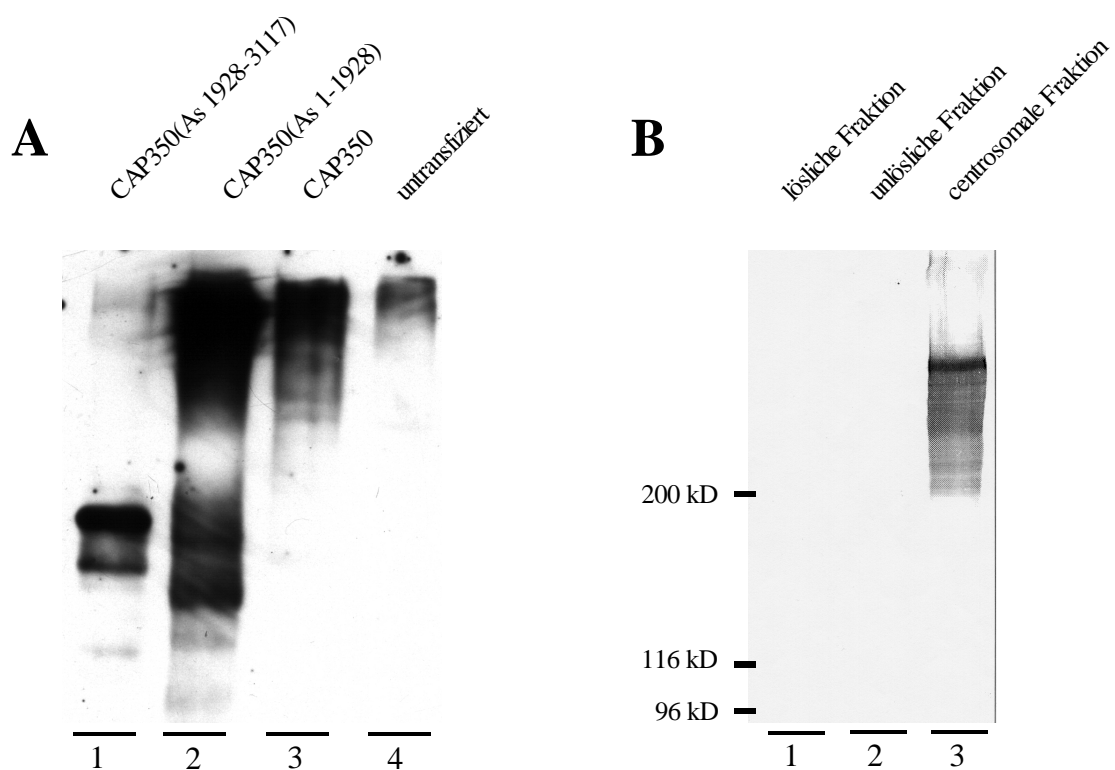 A
CAP350(As 1928-3117)
CAP350(As 1-1928)
CAP350
untransfiziert
1
2
3
4
B
lösliche Fraktion
unlösliche Fraktion
centrosomale Fraktion
200 kD
116 kD
96 kD
1
2
3